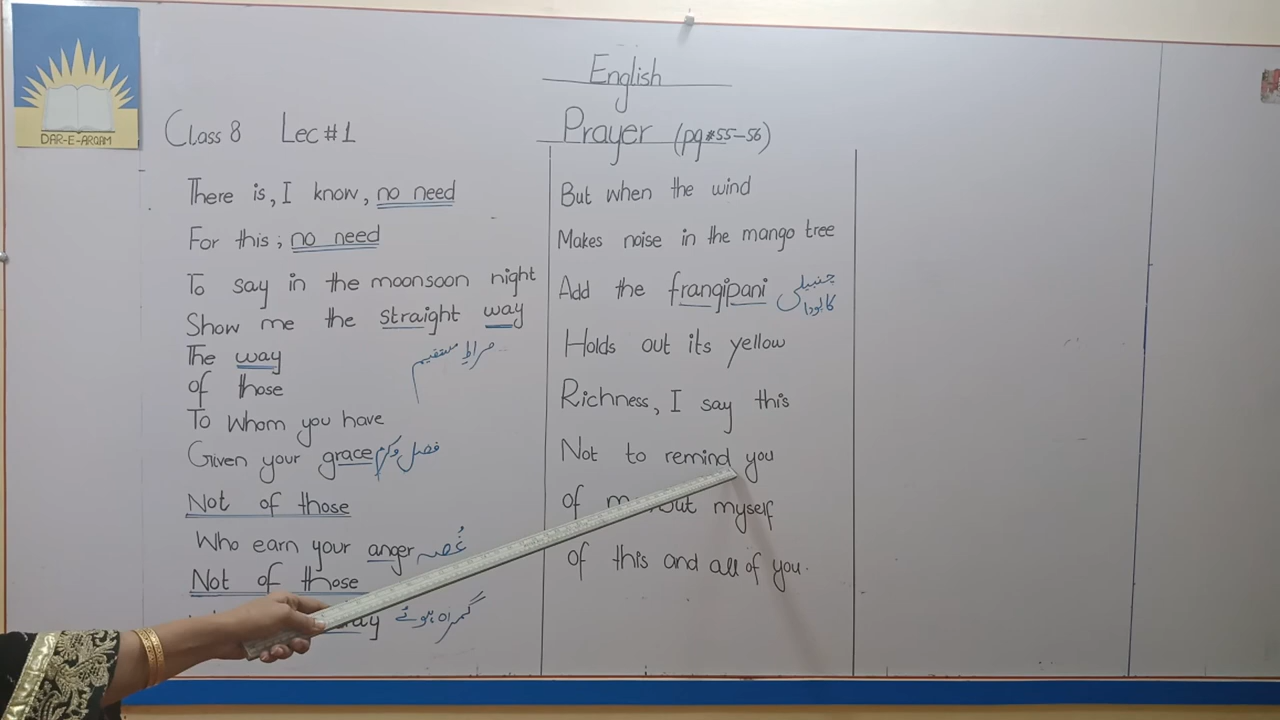 DAR-E-ARQAM
English
Class 8 Lec #1
Prayer (pg #55-56)
There is, I know, no need
For this; no need
To say in the moonsoon night
Show me the straight way
صراطِ مستقیم
The way
of those
To whom you have
Given your grace فضل و کرم
Not of those
Who earn your anger غُصہ
Not of those
گمراہ ہوئے
But when the wind
Makes noise in the mango tree
Add the frangipani چنبیلی
کا پودا
Holds out its yellow
Richness, I say this
Not to remind you
of but myself
of this and all of you.